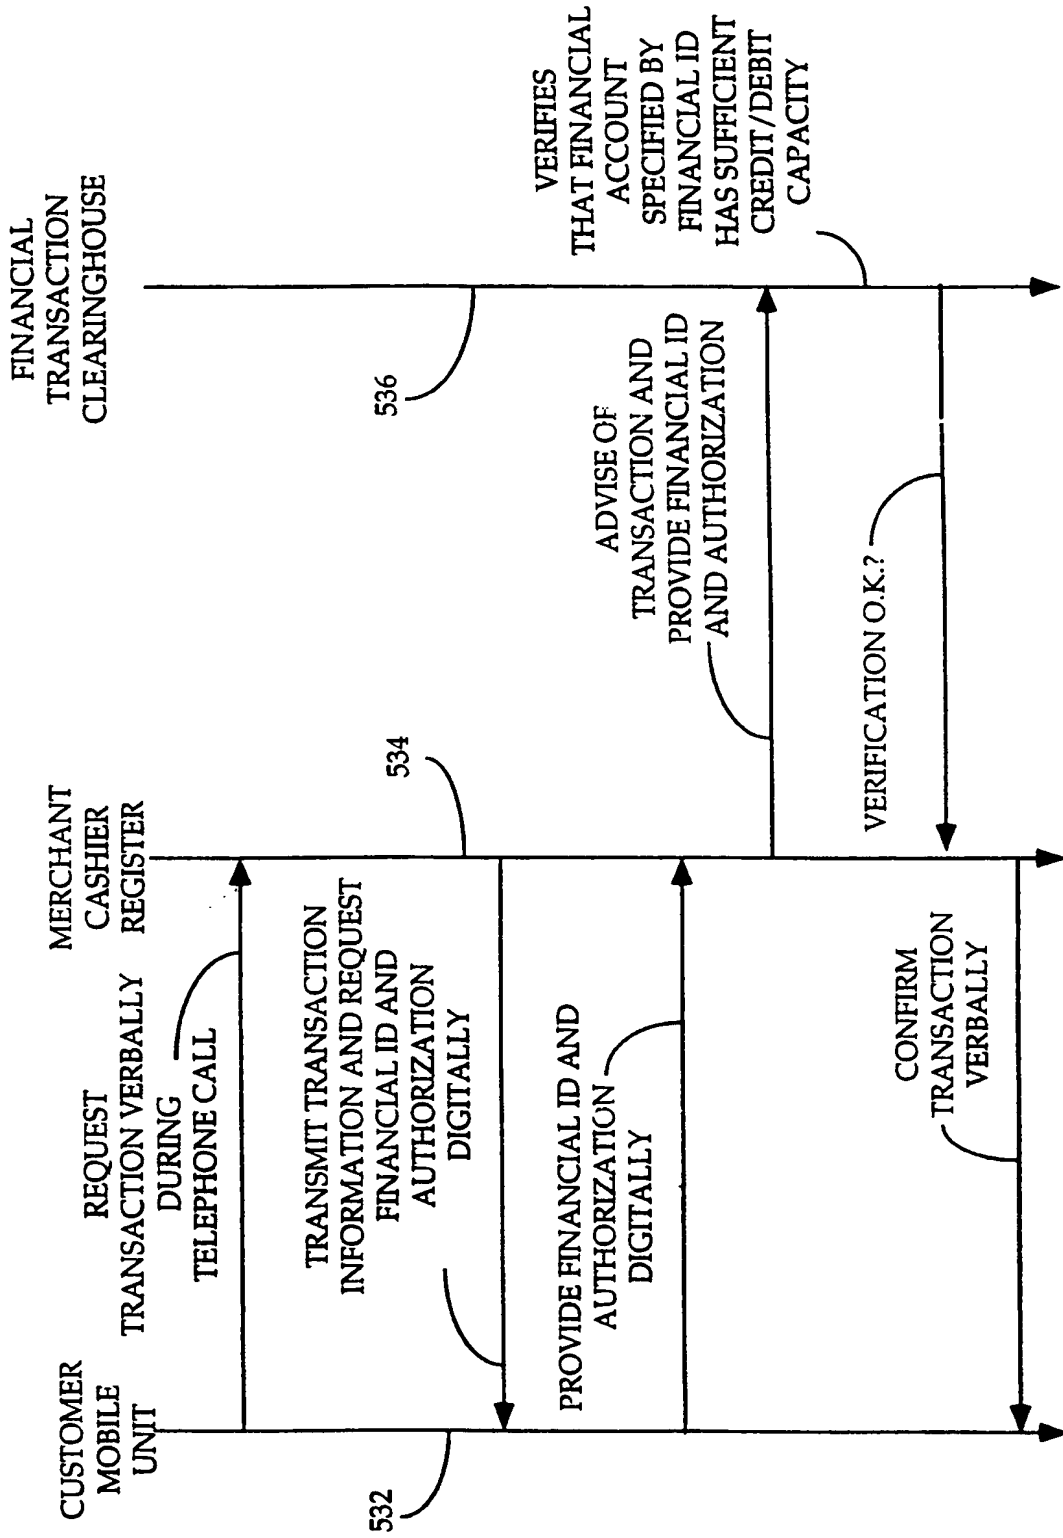 CUSTOMER
MOBILE
UNIT
MERCHANT
CASHIER
REGISTER
FINANCIAL
TRANSACTION
CLEARINGHOUSE
REQUEST
TRANSACTION VERBALLY
DURING
TELEPHONE CALL
532
534
536
TRANSMIT TRANSACTION
INFORMATION AND REQUEST
FINANCIAL ID AND
AUTHORIZATION
DIGITALLY
PROVIDE FINANCIAL ID AND
AUTHORIZATION
DIGITALLY
ADVISE OF
TRANSACTION AND
PROVIDE FINANCIAL ID
AND AUTHORIZATION
VERIFIES
THAT FINANCIAL
ACCOUNT
SPECIFIED BY
FINANCIAL ID
HAS SUFFICIENT
CREDIT/DEBIT
CAPACITY
VERIFICATION O.K.?
CONFIRM
TRANSACTION
VERBALLY